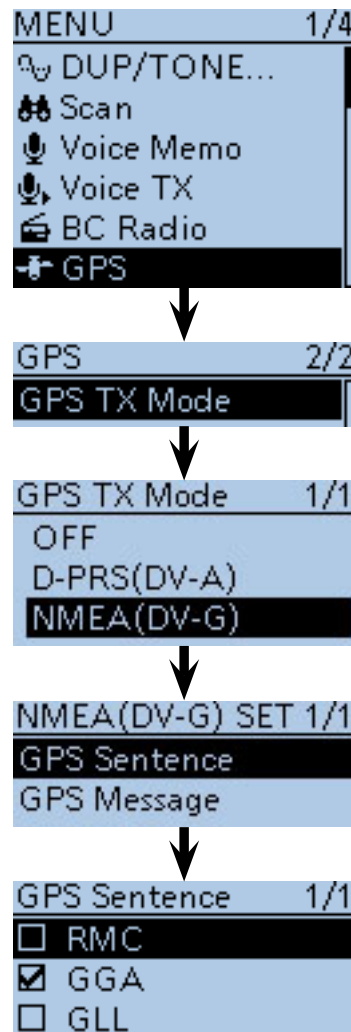 MENU 1/4
DUP/TONE...
Scan
Voice Memo
Voice TX
BC Radio
GPS
GPS 2/2
GPS TX Mode
GPS TX Mode 1/1
OFF
D-PRS(DV-A)
NMEA(DV-G)
NMEA(DV-G) SET 1/1
GPS Sentence
GPS Message
GPS Sentence 1/1
RMC
GGA
GLL